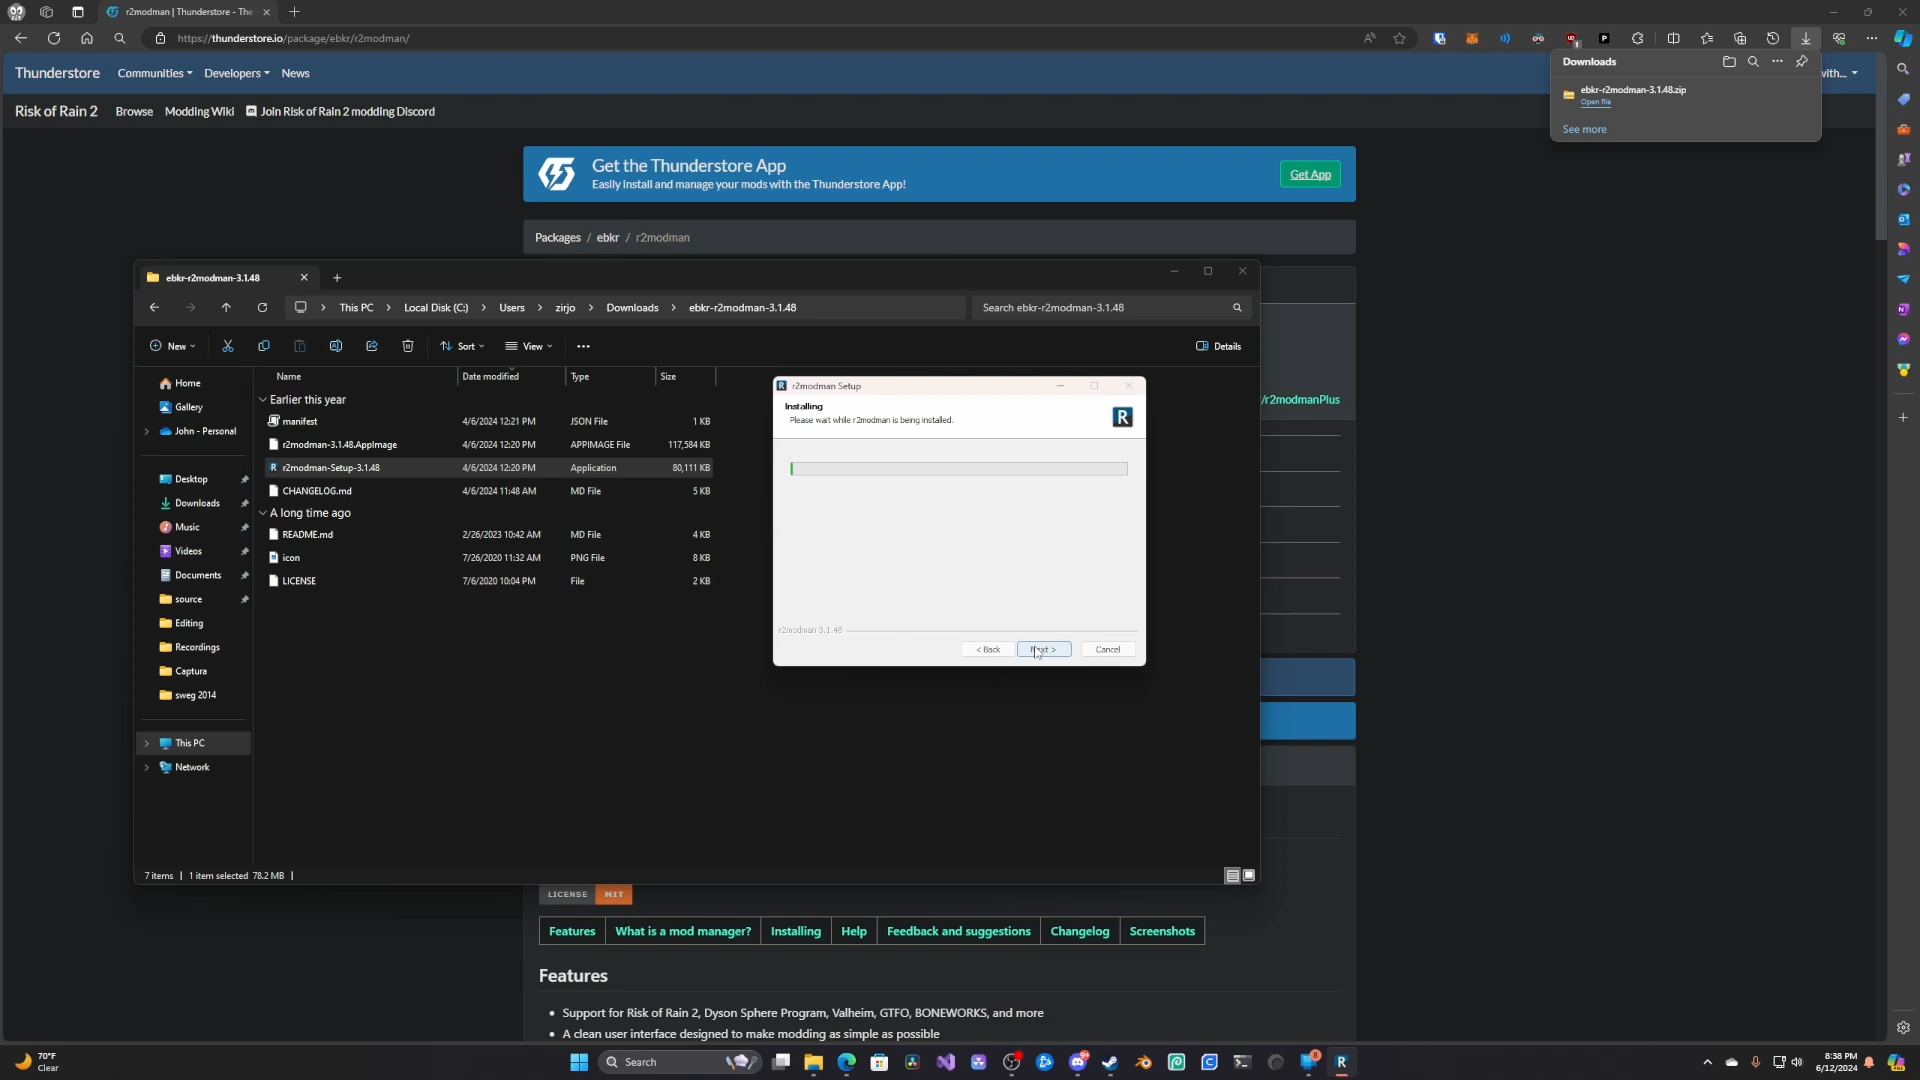 r2modman | Thunderstore - The
https://thunderstore.io/package/ebkr/r2modman/
Thunderstore
Communities
Developers
News
with...
Downloads
ebkr-r2modman-3.1.48.zip
Open file
See more
Risk of Rain 2
Browse
Modding Wiki
Join Risk of Rain 2 modding Discord
Get the Thunderstore App
Easily install and manage your mods with the Thunderstore App!
Get App
Packages / ebkr / r2modman
ebkr-r2modman-3.1.48
This PC > Local Disk (C:) > Users > zirjo > Downloads > ebkr-r2modman-3.1.48
Search ebkr-r2modman-3.1.48
New
Sort
View
Details
Home
Gallery
John - Personal
Desktop
Downloads
Music
Videos
Documents
source
Editing
Recordings
Captura
sweg 2014
This PC
Network
Name Date modified Type Size
Earlier this year
manifest 4/6/2024 12:21 PM JSON File 1 KB
r2modman-3.1.48.AppImage 4/6/2024 12:20 PM APPIMAGE File 117,584 KB
r2modman-Setup-3.1.48 4/6/2024 12:20 PM Application 80,111 KB
CHANGELOG.md 4/6/2024 11:48 AM MD File 5 KB
A long time ago
README.md 2/26/2023 10:42 AM MD File 4 KB
icon 7/26/2020 11:32 AM PNG File 8 KB
LICENSE 7/6/2020 10:04 PM File 2 KB
7 items 1 item selected 78.2 MB
r2modman Setup
Installing
Please wait while r2modman is being installed.
r2modman 3.1.48
< Back
Next >
Cancel
/r2modmanPlus
LICENSE MIT
Features
What is a mod manager?
Installing
Help
Feedback and suggestions
Changelog
Screenshots
Features
• Support for Risk of Rain 2, Dyson Sphere Program, Valheim, GTFO, BONEWORKS, and more
• A clean user interface designed to make modding as simple as possible
70°F
Clear
Search
8:38 PM
6/12/2024